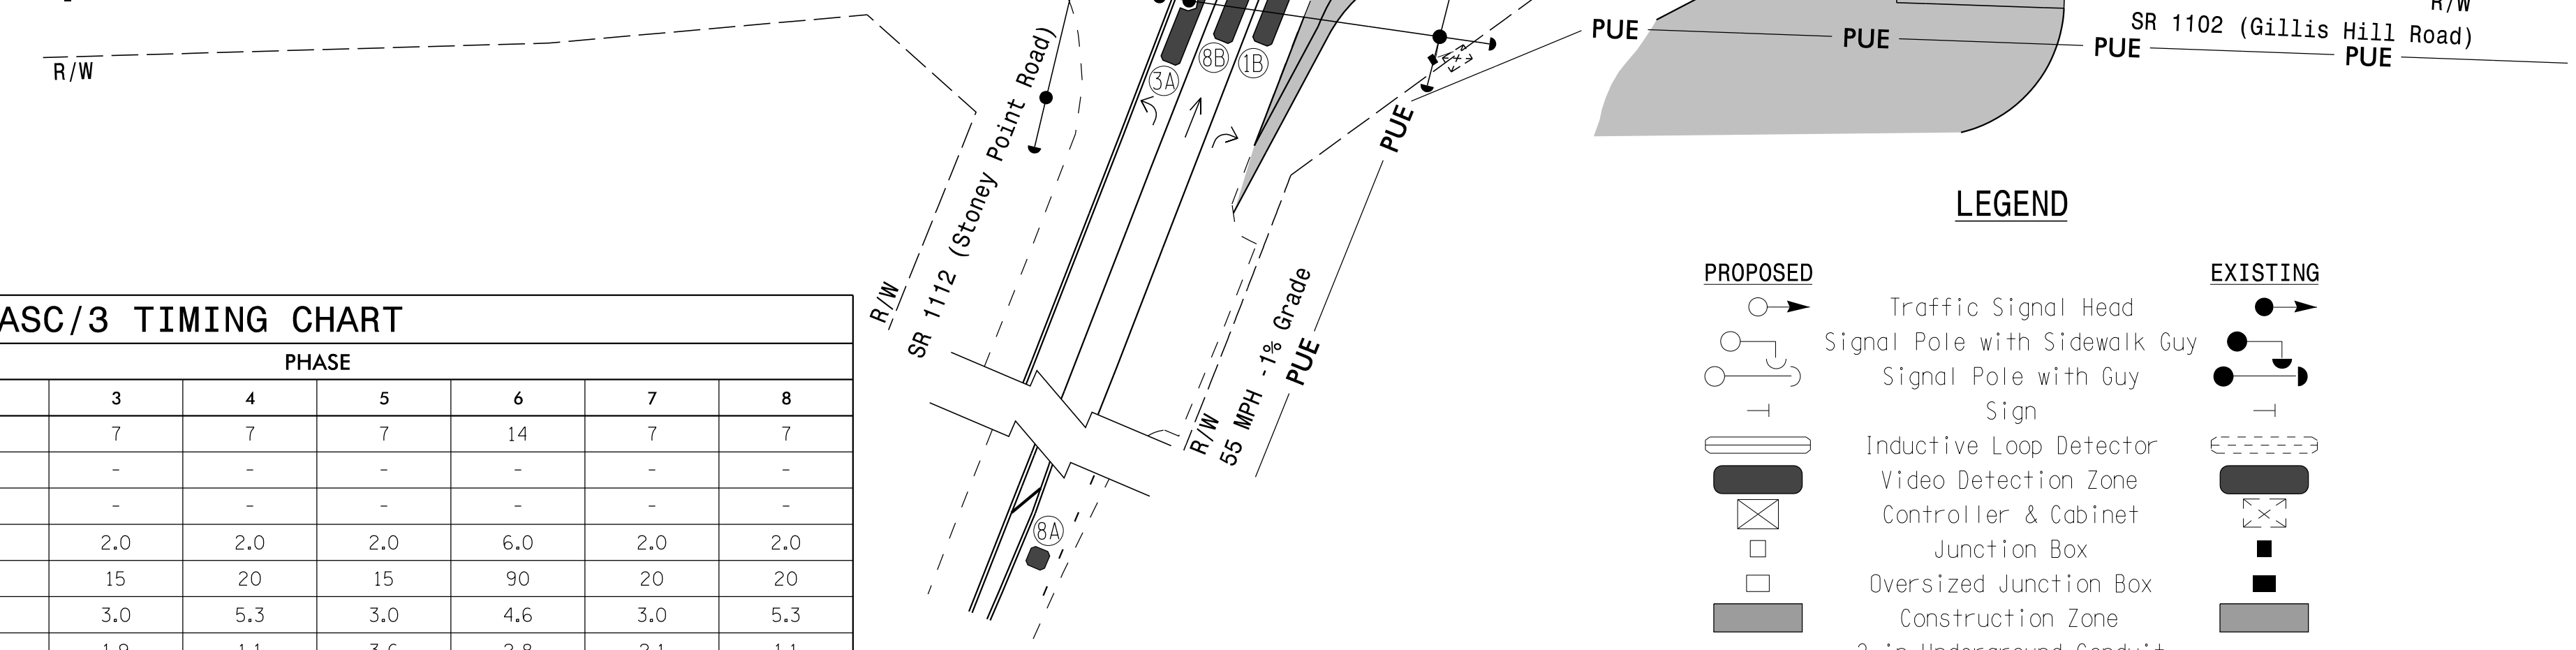 R/W
SR 1102 (Gillis Hill Road)
PUE
PUE
PUE
PUE
R/W
3A
8B
1B
PUE
SR 1112 (Stoney Point Road)
R/W
R/W
55 MPH -1% Grade
PUE
8A
ASC/3 TIMING CHART
PHASE
3 4 5 6 7 8
7 7 7 14 7 7
- - - - - -
- - - - - -
2.0 2.0 2.0 6.0 2.0 2.0
15 20 15 90 20 20
3.0 5.3 3.0 4.6 3.0 5.3
LEGEND
PROPOSED EXISTING
Traffic Signal Head
Signal Pole with Sidewalk Guy
Signal Pole with Guy
Sign
Inductive Loop Detector
Video Detection Zone
Controller & Cabinet
Junction Box
Oversized Junction Box
Construction Zone